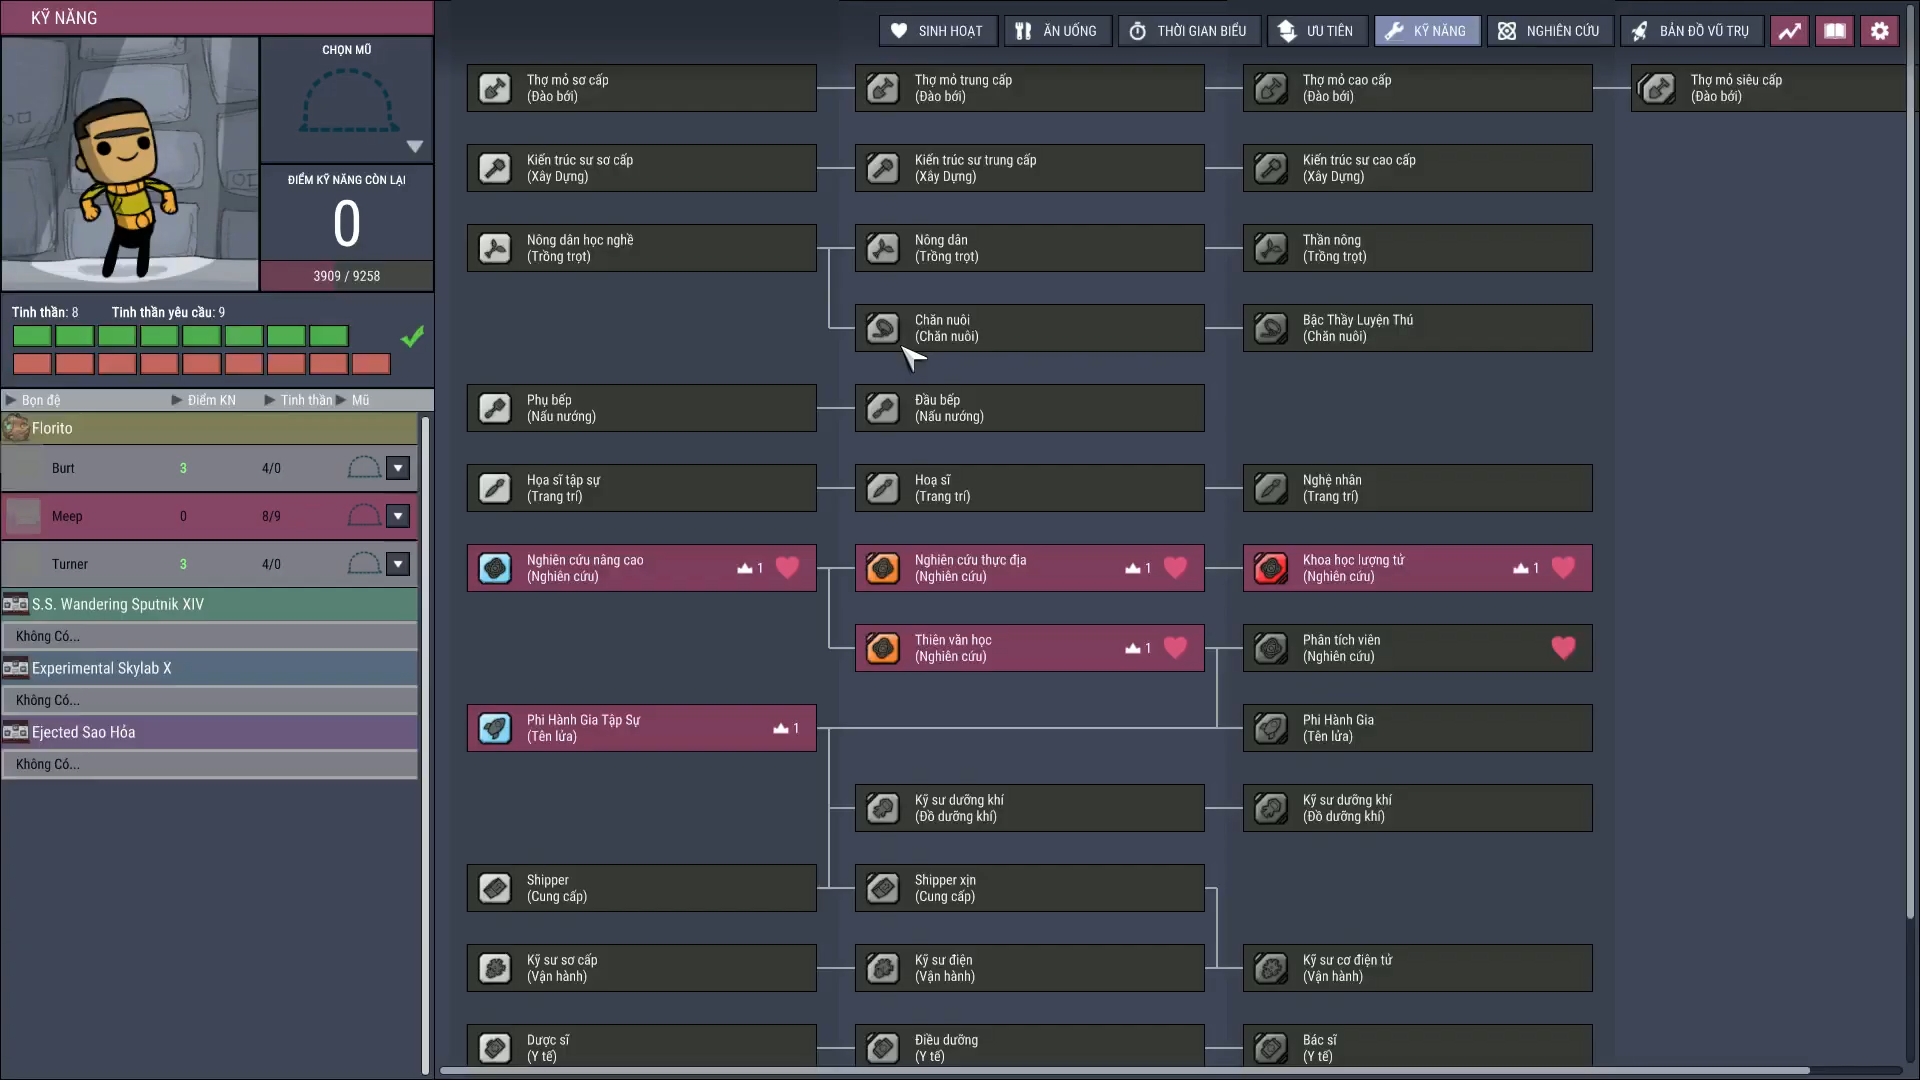 KỸ NĂNG
CHỌN MŨ
ĐIỂM KỸ NĂNG CÒN LẠI
0
3909 / 9258
Tinh thần: 8
Tinh thần yêu cầu: 9
Bọn đệ
Điểm KN
Tinh thần
Mũ
Florito
Burt
3
4/0
Meep
0
8/9
Turner
3
4/0
S.S. Wandering Sputnik XIV
Không Có...
Experimental Skylab X
Không Có...
Ejected Sao Hỏa
Không Có...
SINH HOẠT
ĂN UỐNG
THỜI GIAN BIỂU
ƯU TIÊN
KỸ NĂNG
NGHIÊN CỨU
BẢN ĐỒ VŨ TRỤ
Thợ mỏ sơ cấp
(Đào bới)
Thợ mỏ trung cấp
(Đào bới)
Thợ mỏ cao cấp
(Đào bới)
Thợ mỏ siêu cấp
(Đào bới)
Kiến trúc sư sơ cấp
(Xây Dựng)
Kiến trúc sư trung cấp
(Xây Dựng)
Kiến trúc sư cao cấp
(Xây Dựng)
Nông dân học nghề
(Trồng trọt)
Nông dân
(Trồng trọt)
Thần nông
(Trồng trọt)
Chăn nuôi
(Chăn nuôi)
Bậc Thầy Luyện Thú
(Chăn nuôi)
Phụ bếp
(Nấu nướng)
Đầu bếp
(Nấu nướng)
Họa sĩ tập sự
(Trang trí)
Hoạ sĩ
(Trang trí)
Nghệ nhân
(Trang trí)
Nghiên cứu nâng cao
(Nghiên cứu)
1
Nghiên cứu thực địa
(Nghiên cứu)
1
Khoa học lượng tử
(Nghiên cứu)
1
Thiên văn học
(Nghiên cứu)
1
Phân tích viên
(Nghiên cứu)
Phi Hành Gia Tập Sự
(Tên lửa)
1
Phi Hành Gia
(Tên lửa)
Kỹ sư dưỡng khí
(Đồ dưỡng khí)
Kỹ sư dưỡng khí
(Đồ dưỡng khí)
Shipper
(Cung cấp)
Shipper xịn
(Cung cấp)
Kỹ sư sơ cấp
(Vận hành)
Kỹ sư điện
(Vận hành)
Kỹ sư cơ điện tử
(Vận hành)
Dược sĩ
(Y tế)
Điều dưỡng
(Y tế)
Bác sĩ
(Y tế)